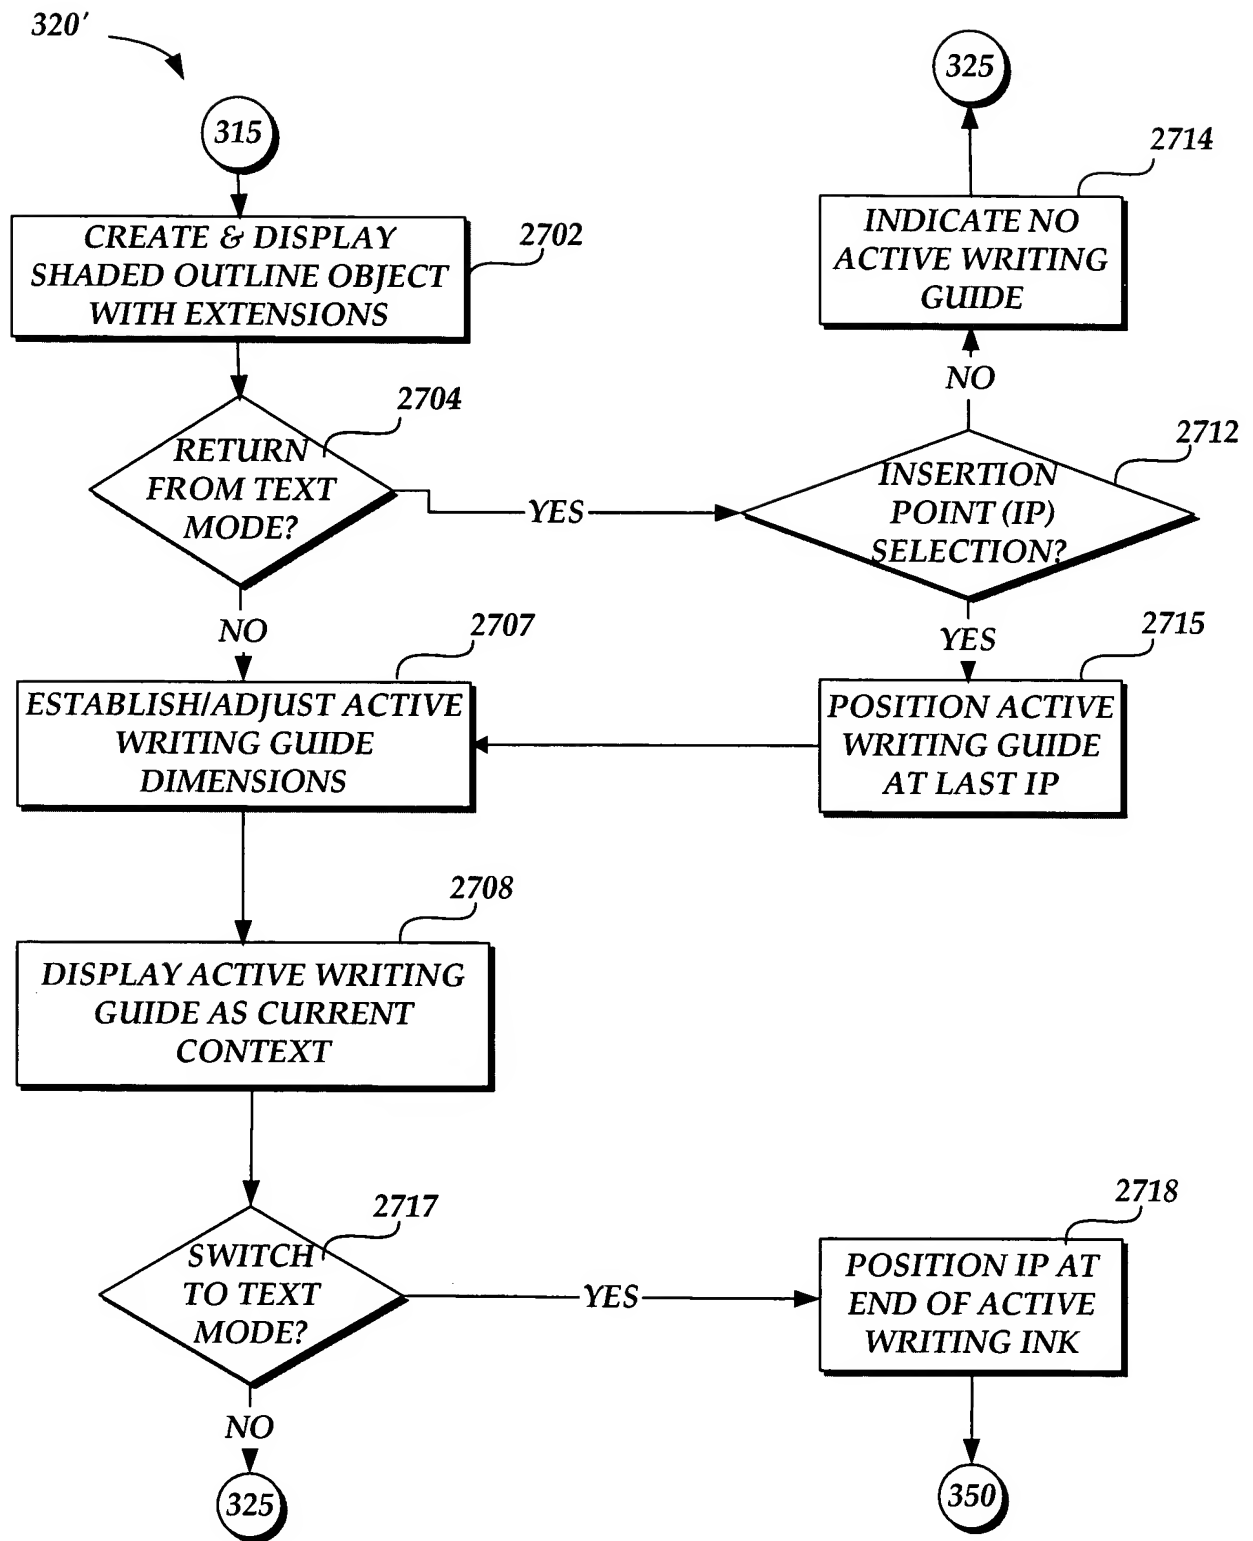 320'
315
325
2714
INDICATE NO
ACTIVE WRITING
GUIDE
2702
CREATE & DISPLAY
SHADED OUTLINE OBJECT
WITH EXTENSIONS
NO
2704
RETURN
FROM TEXT
MODE?
YES
2712
INSERTION
POINT (IP)
SELECTION?
NO
YES
2707
ESTABLISH/ADJUST ACTIVE
WRITING GUIDE
DIMENSIONS
2715
POSITION ACTIVE
WRITING GUIDE
AT LAST IP
2708
DISPLAY ACTIVE WRITING
GUIDE AS CURRENT
CONTEXT
2717
SWITCH
TO TEXT
MODE?
YES
2718
POSITION IP AT
END OF ACTIVE
WRITING INK
NO
325
350